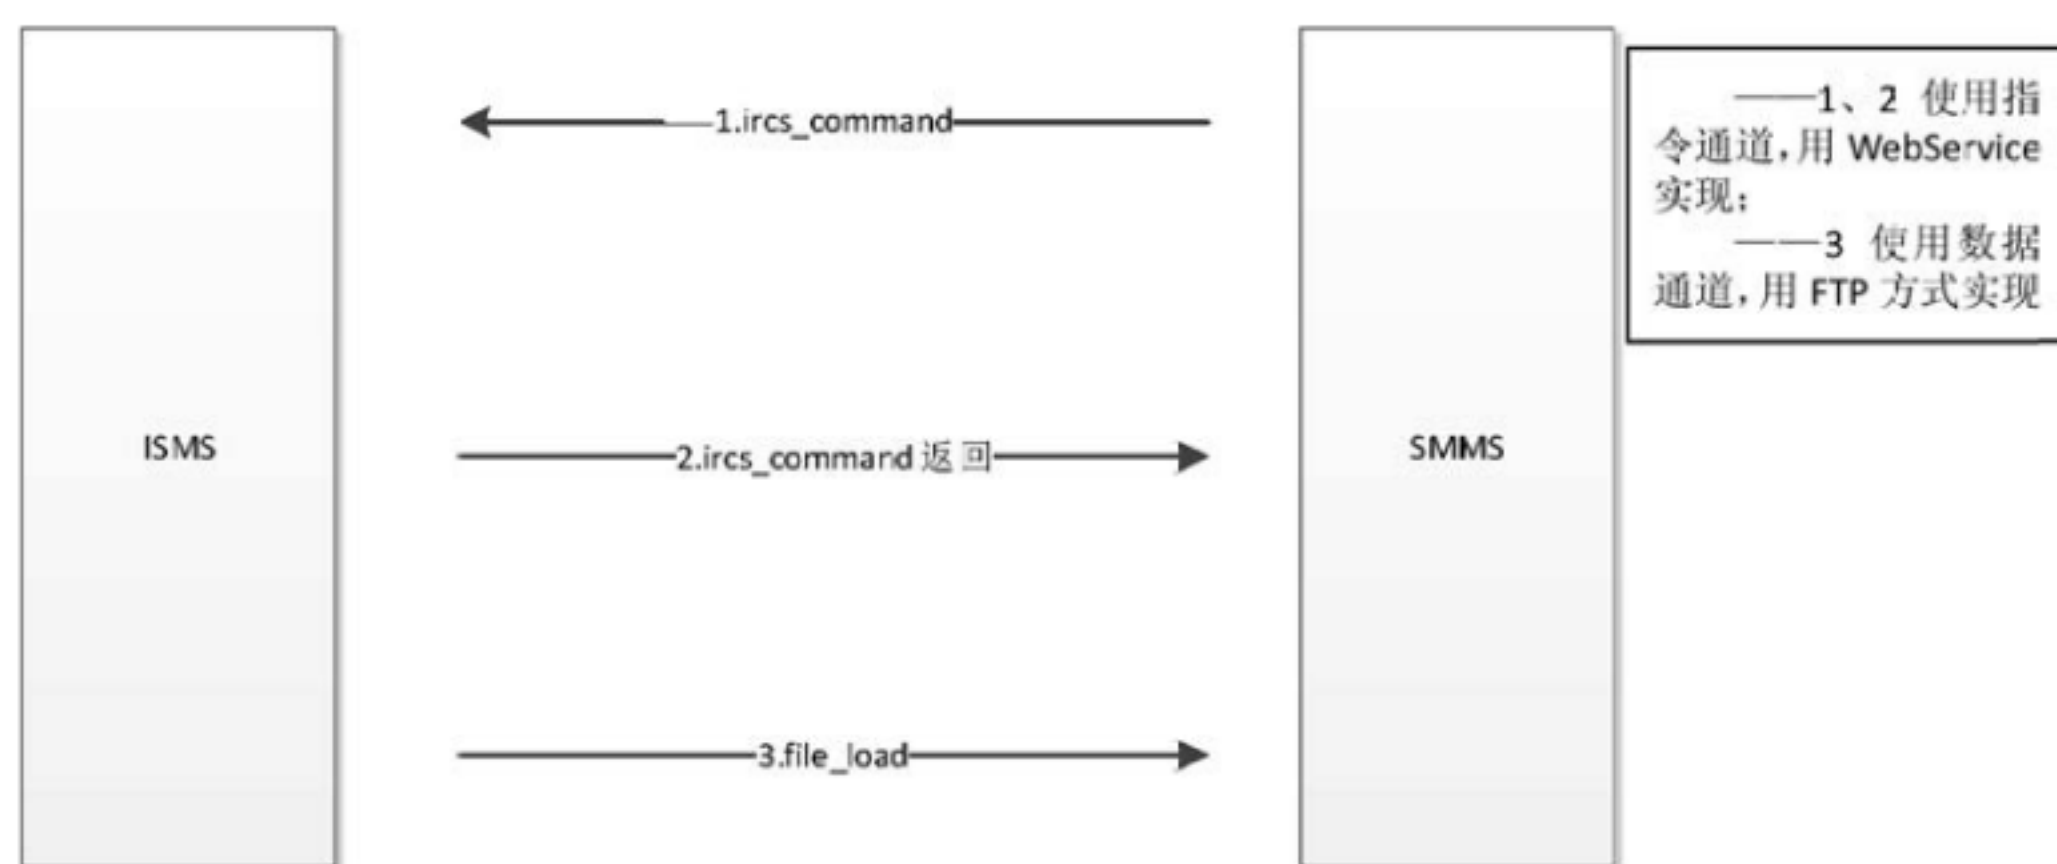 1.ircs_command
——1、2 使用指
令通道,用 WebService
实现;
——3 使用数据
通道,用 FTP 方式实现
ISMS
2.ircs_command 返回
SMMS
3.file_load